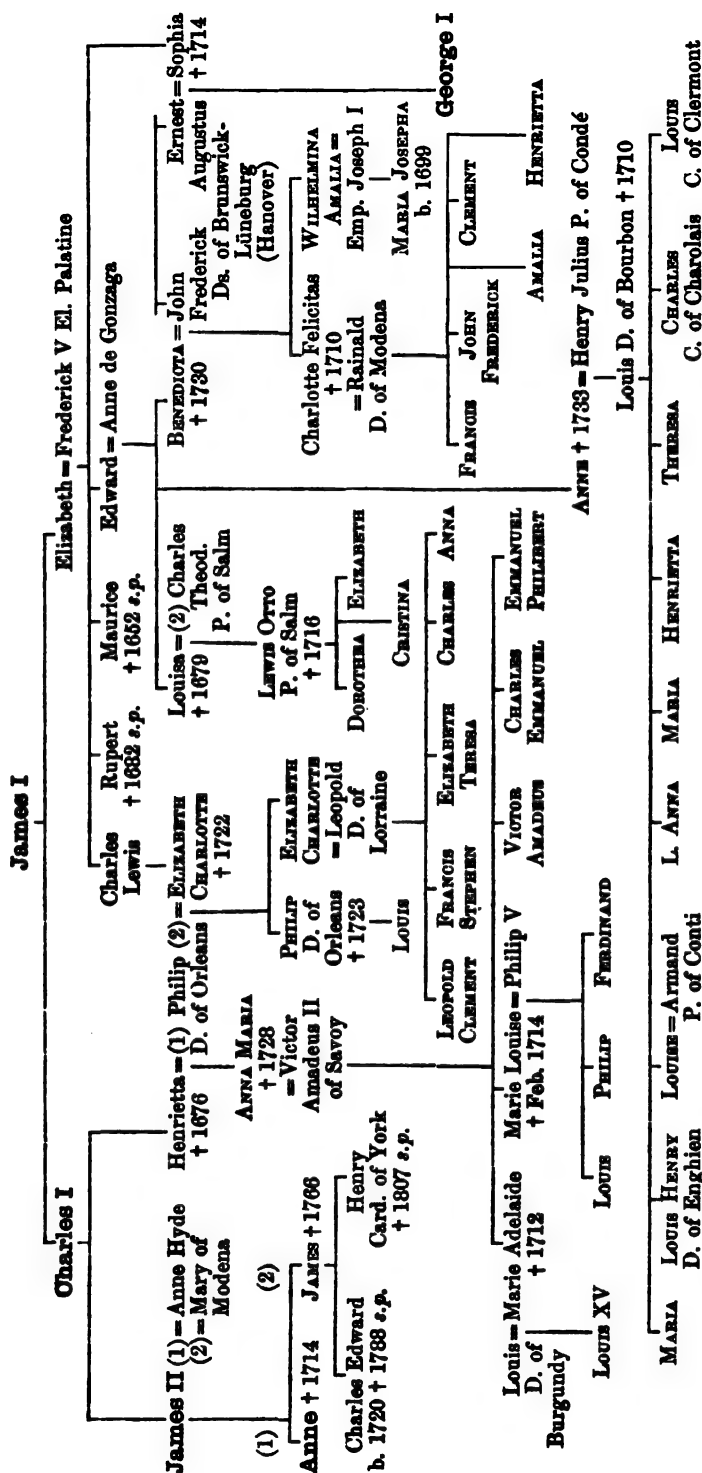 James I
Charles I
Elizabeth = Frederick V El. Palatine
Charles
Lewis
Rupert
† 1682 s.p.
Maurice
† 1652 s.p.
Edward = Anne de Gonzaga
James II (1) = Anne Hyde
(2) = Mary of
Modena
Henrietta = (1) Philip (2) = ELIZABETH
† 1676 D. of Orleans CHARLOTTE
† 1722
Louisa = (2) Charles
† 1679 Theod.
P. of Salm
BENEDICTA = John
† 1730 Frederick
Ernest = Sophia
Augustus † 1714
Ds. of Brunswick-
Lüneburg
(Hanover)
(1)
(2)
Anne † 1714
JAMES † 1766
ANNA MARIA
† 1728
= Victor
Amadeus II
of Savoy
PHILIP
D. of
Orleans
† 1723
ELIZABETH
CHARLOTTE
= Leopold
D. of
Lorraine
LEWIS OTTO
P. of Salm
† 1716
Charlotte Felicitas
† 1710
= Rainald
D. of Modena
WILHELMINA
AMALIA =
Emp. Joseph I
George I
Charles Edward
b. 1720 † 1788 s.p.
Henry
Card. of York
† 1807 s.p.
LOUIS
DOROTHEA
ELIZABETH
CRISTINA
MARIA JOSEPHA
b. 1699
LEOPOLD
CLEMENT
FRANCIS
STEPHEN
ELIZABETH
TERESA
CHARLES
ANNA
FRANCIS
JOHN
FREDERICK
CLEMENT
AMALIA
HENRIETTA
Louis = Marie Adelaide
D. of † 1712
Burgundy
Marie Louise = Philip V
† Feb. 1714
VICTOR
AMADEUS
CHARLES
EMMANUEL
EMMANUEL
PHILIBERT
ANNE † 1733 = Henry Julius P. of Condé
LOUIS XV
LOUIS
PHILIP
FERDINAND
Louis D. of Bourbon † 1710
MARIA
LOUIS HENRY
D. of Enghien
LOUISE = Armand
P. of Conti
L. ANNA
MARIA
HENRIETTA
THERESA
CHARLES
C. of Charolais
LOUIS
C. of Clermont